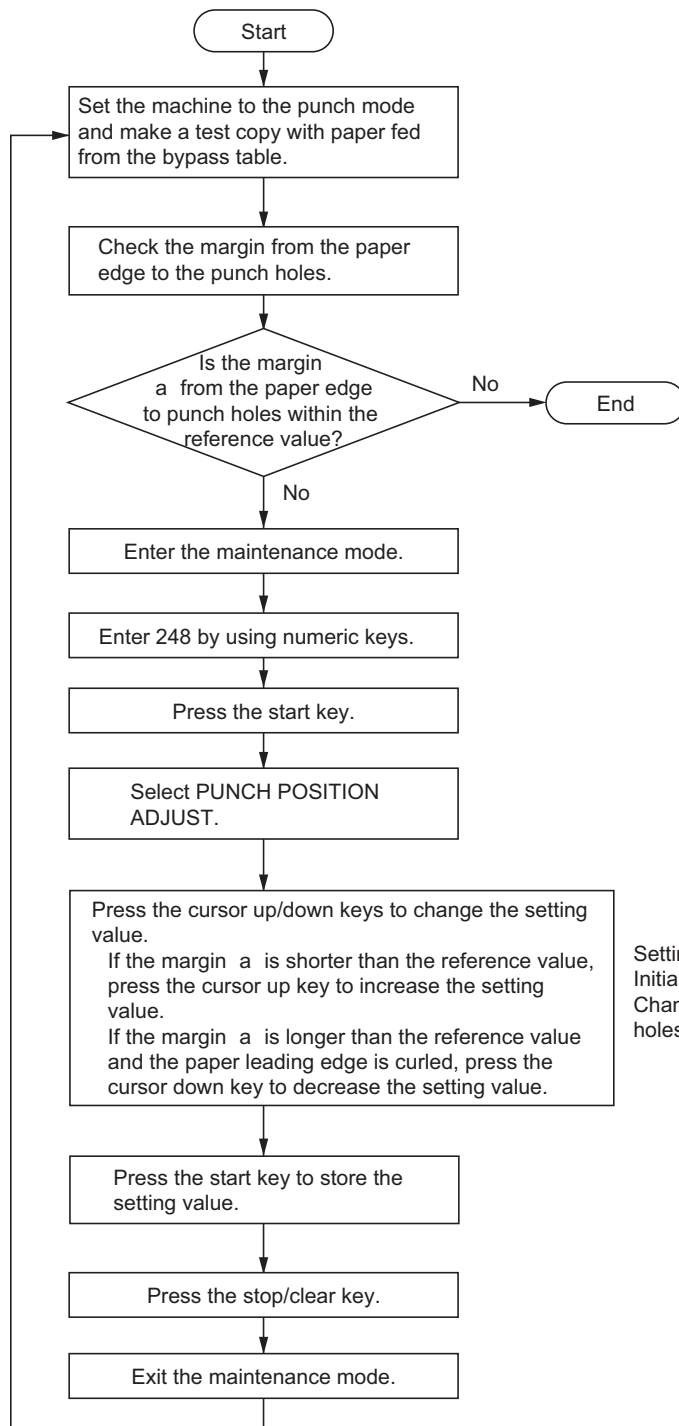 Start
Set the machine to the punch mode
and make a test copy with paper fed
from the bypass table.
Check the margin from the paper
edge to the punch holes.
Is the margin
a from the paper edge
to punch holes within the
reference value?
No
End
No
Enter the maintenance mode.
Enter 248 by using numeric keys.
Press the start key.
Select PUNCH POSITION
ADJUST.
Press the cursor up/down keys to change the setting
value.
If the margin a is shorter than the reference value,
press the cursor up key to increase the setting
value.
If the margin a is longer than the reference value
and the paper leading edge is curled, press the
cursor down key to decrease the setting value.
holes
Press the start key to store the
setting value.
Press the stop/clear key.
Exit the maintenance mode.